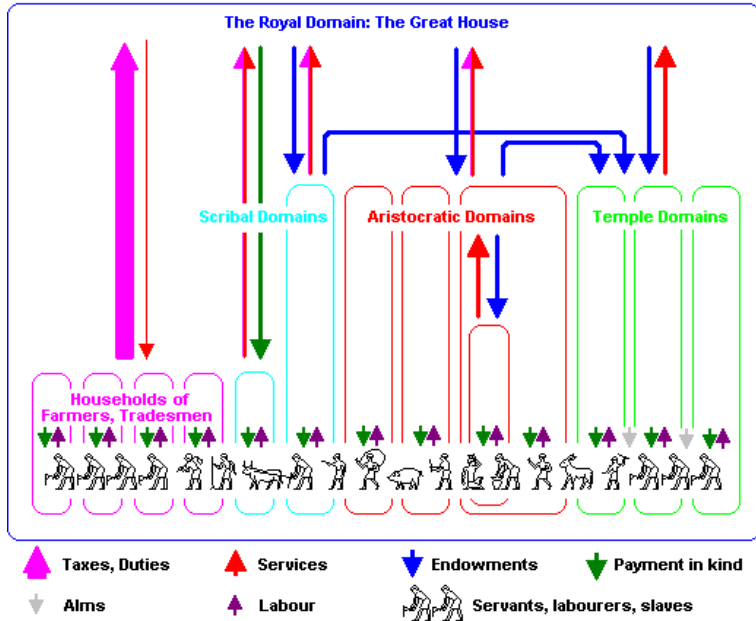 The Royal Domain: The Great House
Scribal Domains
Aristocratic Domains
Temple Domains
Households of
Farmers, Tradesmen
Taxes, Duties
Services
Endowments
Payment in kind
Alms
Labour
Servants, labourers, slaves